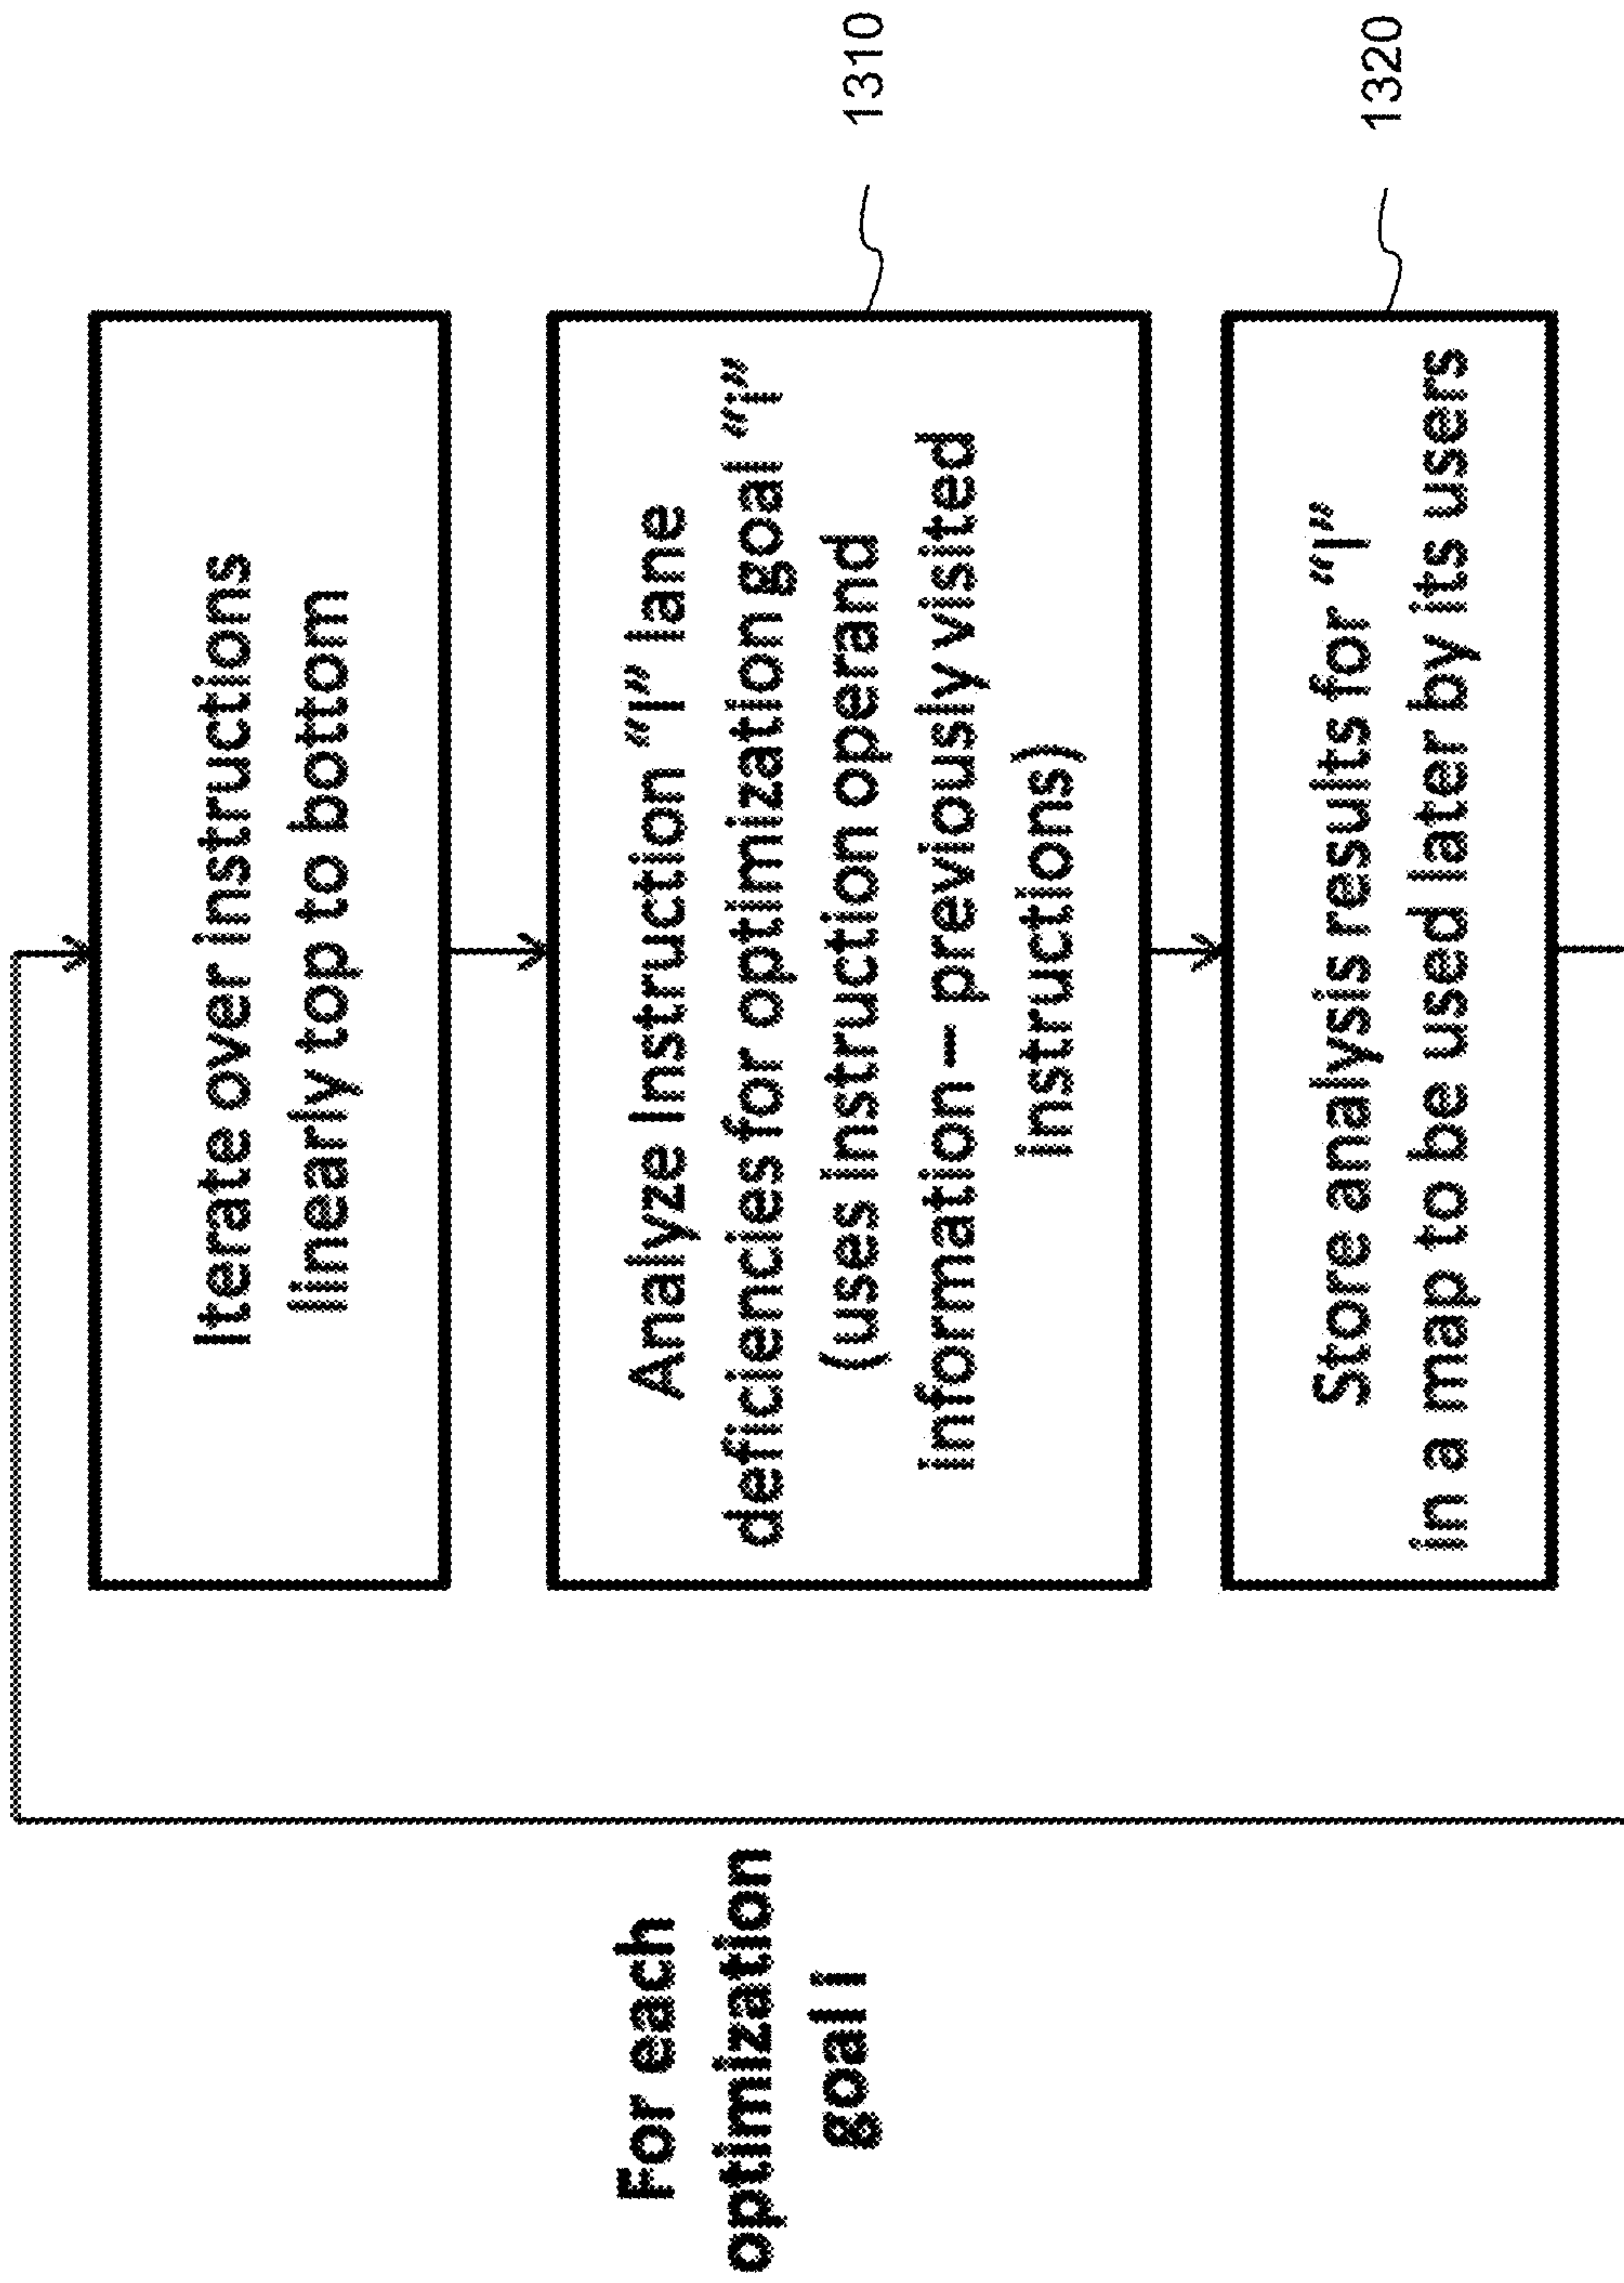 For each
optimization
goal i
Iterate over instructions
linearly top to bottom
Analyze Instruction “I” lane
deficiencies for optimization goal “i”
(uses instruction operand
information – previously visited
instructions)
1310
Store analysis results for “I”
in a map to be used later by its users
1320